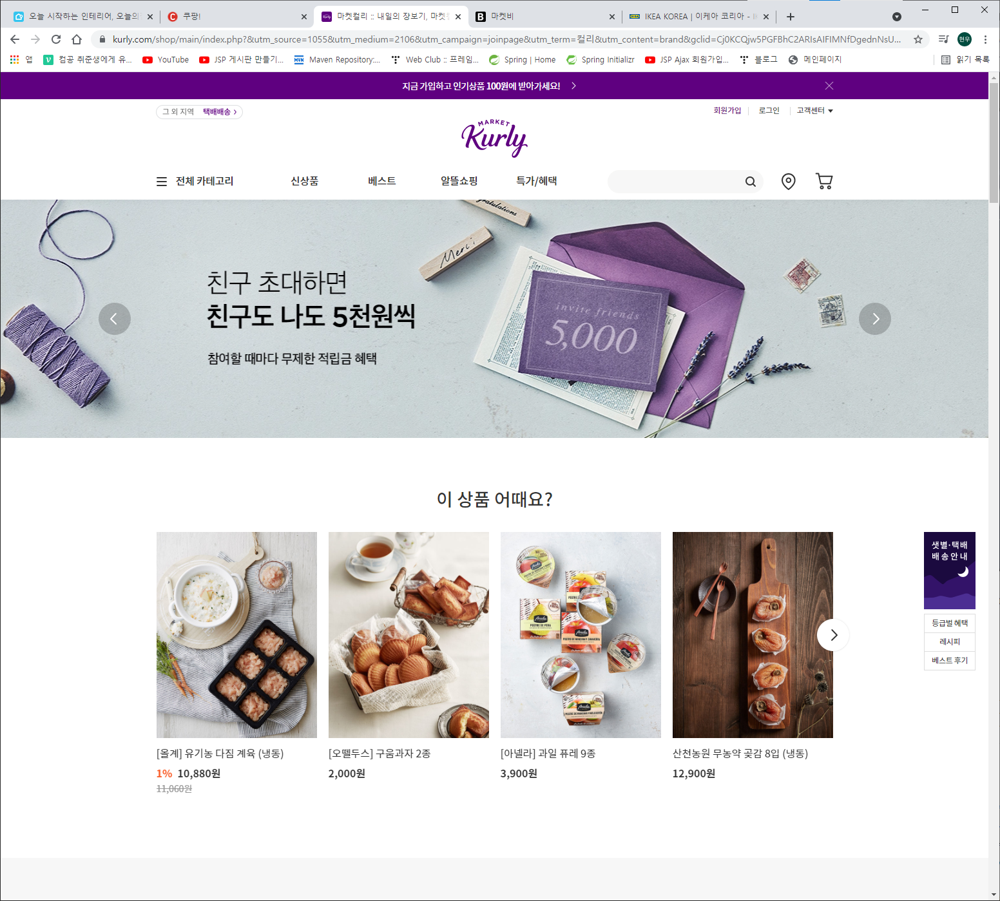 오늘 시작하는 인테리어, 오늘의
쿠팡!
마켓컬리 :: 내일의 장보기, 마켓
마켓비
IKEA KOREA | 이케아 코리아 - I
kurly.com/shop/main/index.php?&utm_source=1055&utm_medium=2106&utm_campaign=joinpage&utm_term=컬리&utm_content=brand&gclid=Cj0KCQjw5PGFBhC2ARIsAIFIMNfDgednNsU...
현우
앱
컴공 취준생에게 유...
YouTube
JSP 게시판 만들기...
Maven Repository:...
Web Club :: 프레임...
Spring | Home
Spring Initializr
JSP Ajax 회원가입...
블로그
메인페이지
읽기 목록
지금 가입하고 인기상품 100원에 받아가세요!
그 외 지역 택배배송
회원가입
로그인
고객센터
MARKET
Kurly
전체 카테고리
신상품
베스트
알뜰쇼핑
특가/혜택
Merci
친구 초대하면
친구도 나도 5천원씩
참여할 때마다 무제한 적립금 혜택
invite friends
5,000
이 상품 어때요?
샛별·택배
배송안내
등급별 혜택
레시피
베스트 후기
[올계] 유기농 다짐 계육 (냉동)
1% 10,880원
11,060원
[오뗄두스] 구움과자 2종
2,000원
[아넬라] 과일 퓨레 9종
3,900원
산천농원 무농약 곶감 8입 (냉동)
12,900원